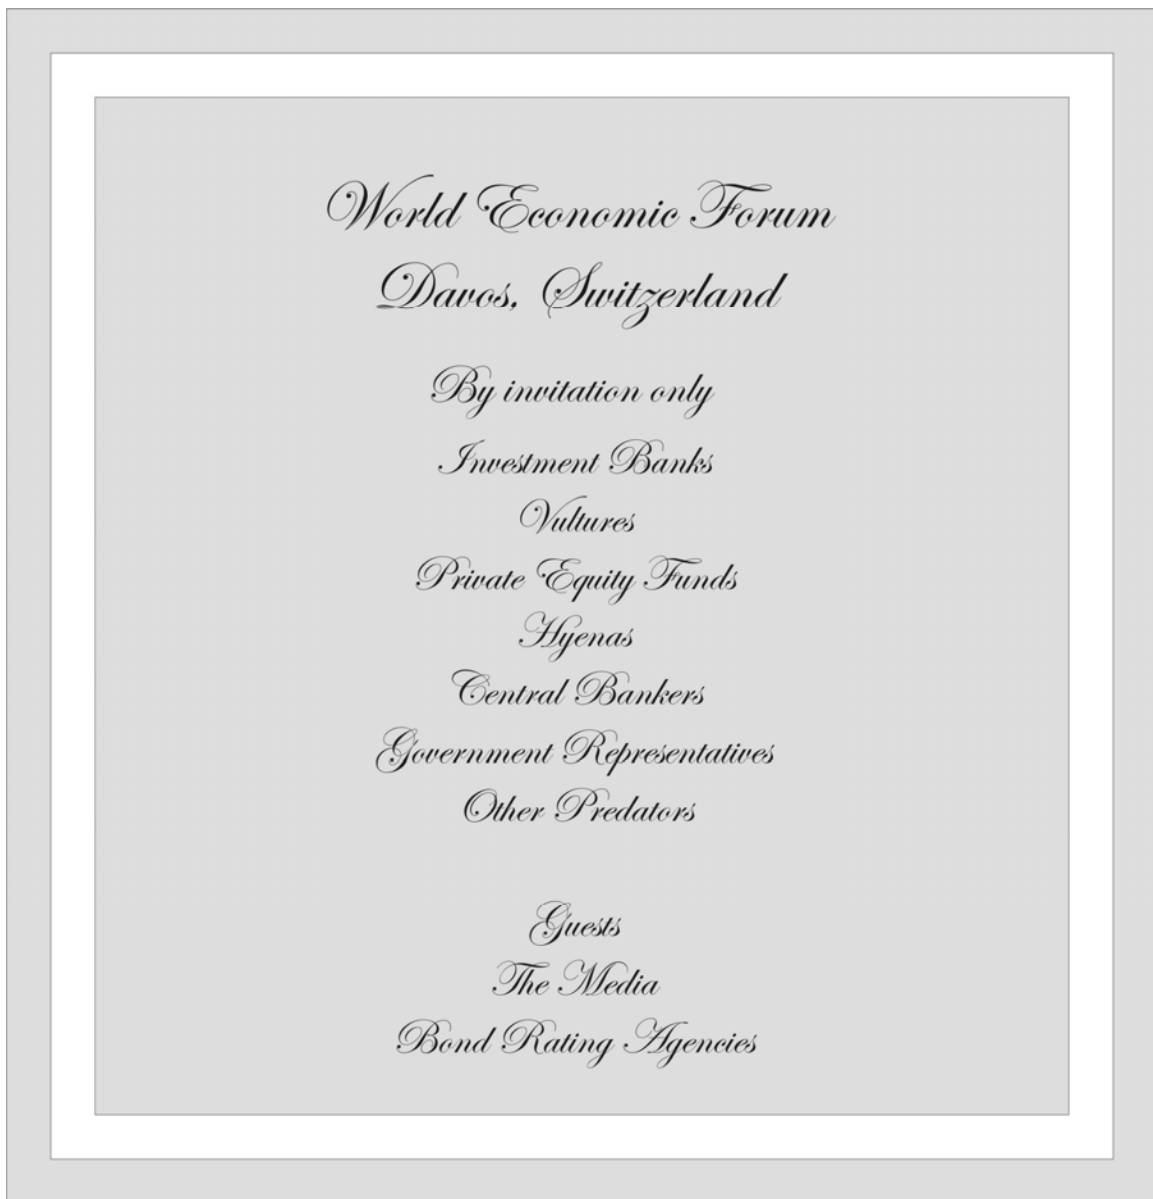 World Economic Forum
Davos, Switzerland
By invitation only
Investment Banks
Vultures
Private Equity Funds
Hyenas
Central Bankers
Government Representatives
Other Predators
Guests
The Media
Bond Rating Agencies